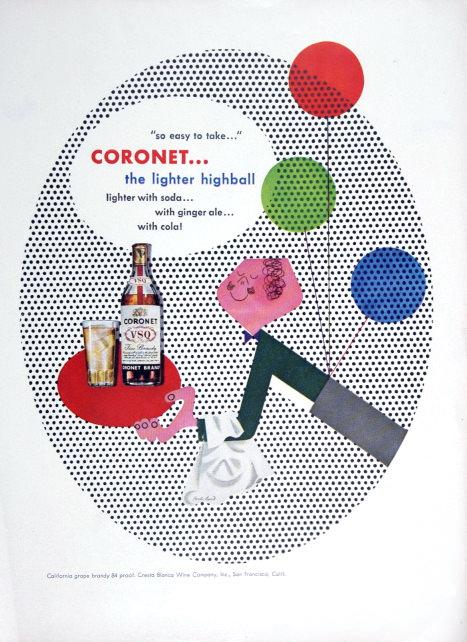 "so easy to take..."
CORONET...
the lighter highball
lighter with soda...
with ginger ale...
with cola!
VSQ
CORONET
VSQ
Fine Brandy
CORONET BRANDY
California grape brandy 84 proof. Cresta Blanca Wine Company, Inc., San Francisco, Calif.